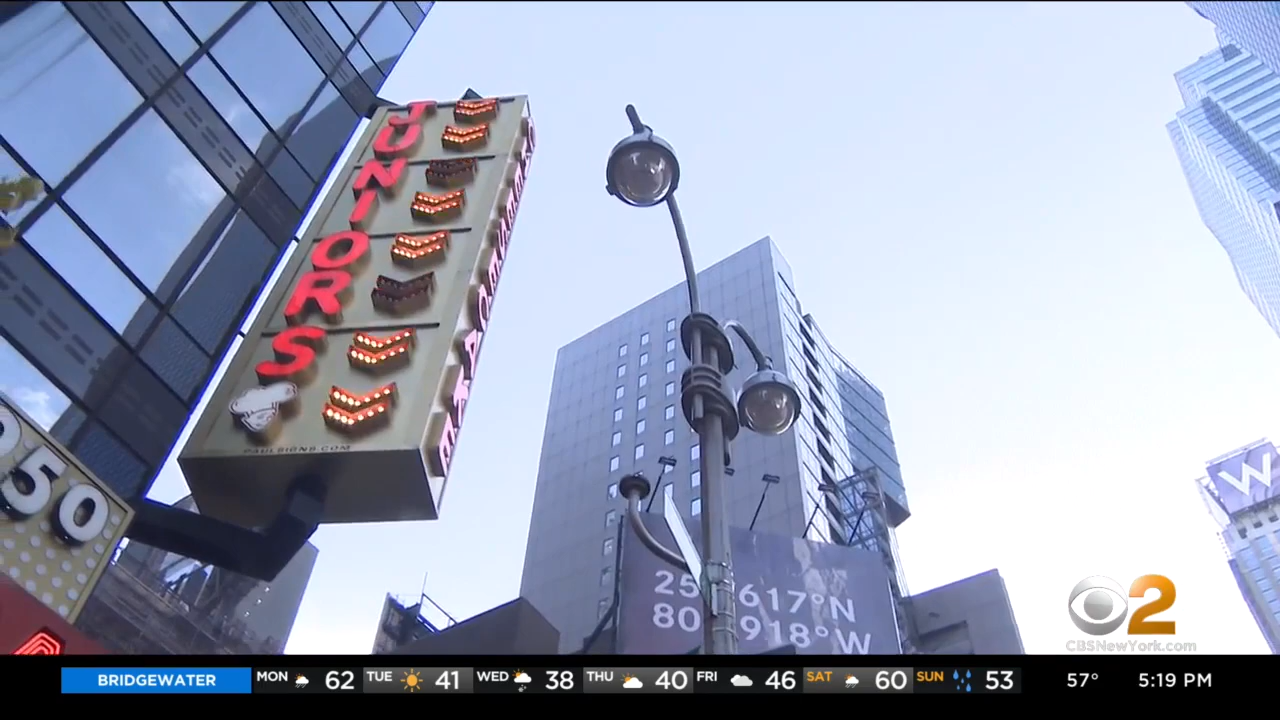 JUNIORS
CHEESECAKE
PAULSIGNS.COM
50
W
25 617°N
80 918°W
2
CBSNewYork.com
BRIDGEWATER MON 62 TUE 41 WED 38 THU 40 FRI 46 SAT 60 SUN 53 57° 5:19 PM